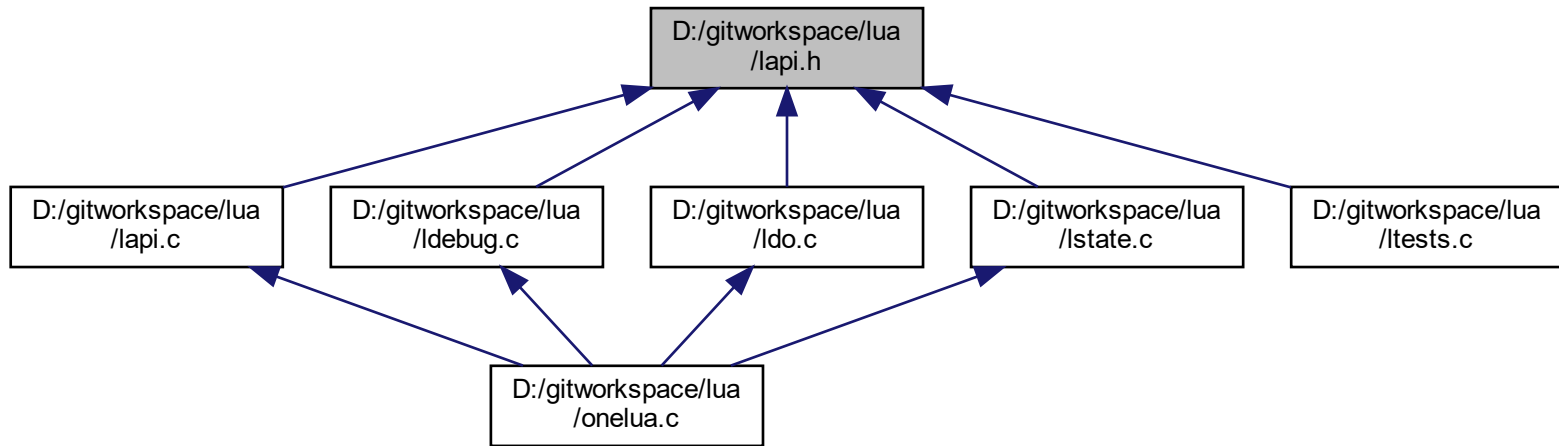 D:/gitworkspace/lua
/lapi.h
D:/gitworkspace/lua
/lapi.c
D:/gitworkspace/lua
/ldebug.c
D:/gitworkspace/lua
/ldo.c
D:/gitworkspace/lua
/lstate.c
D:/gitworkspace/lua
/ltests.c
D:/gitworkspace/lua
/onelua.c